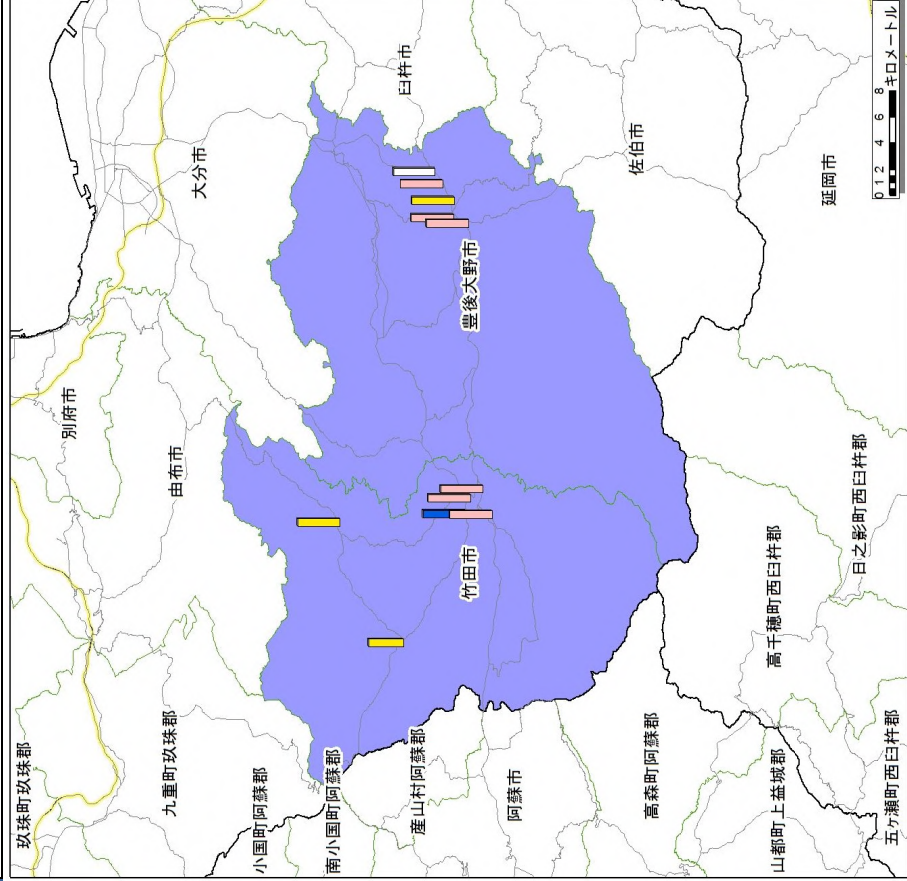 玖珠町玖珠郡
別府市
九重町玖珠郡
由布市
大分市
小国町阿蘇郡
南小国町阿蘇郡
臼杵市
産山村阿蘇郡
竹田市
豊後大野市
阿蘇市
佐伯市
高森町阿蘇郡
高千穂町西臼杵郡
山都町上益城郡
延岡市
日之影町西臼杵郡
五ヶ瀬町西臼杵郡
0 1 2 4 6 8
キロメートル